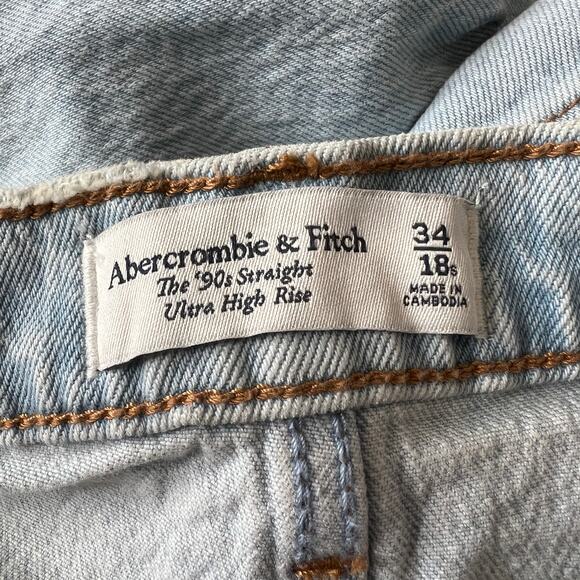 Abercrombie & Fitch
The '90s Straight
Ultra High Rise
34
18s
MADE IN
CAMBODIA